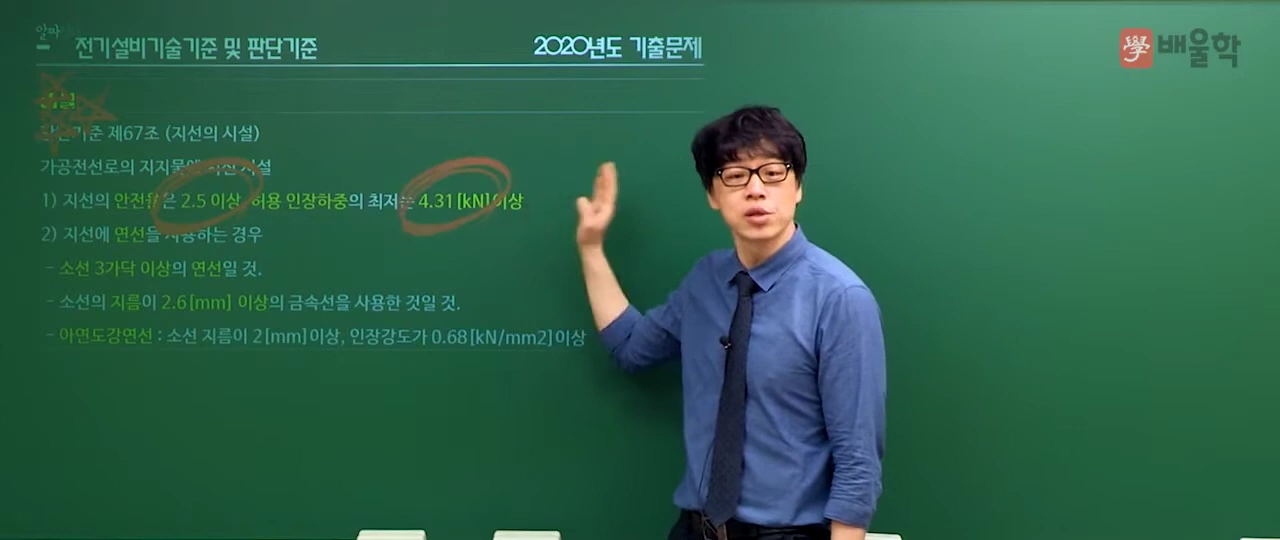 알짜
전기설비기술기준 및 판단기준
2020년도 기출문제
學 배울학
판단기준 제67조 (지선의 시설)
가공전선로의 지지물에 지선 시설
1) 지선의 안전율은 2.5 이상, 허용 인장하중의 최저는 4.31[kN]이상
2) 지선에 연선을 사용하는 경우
- 소선 3가닥 이상의 연선일 것.
- 소선의 지름이 2.6[mm] 이상의 금속선을 사용한 것일 것.
- 아연도강연선 : 소선 지름이 2[mm]이상, 인장강도가 0.68[kN/mm2]이상